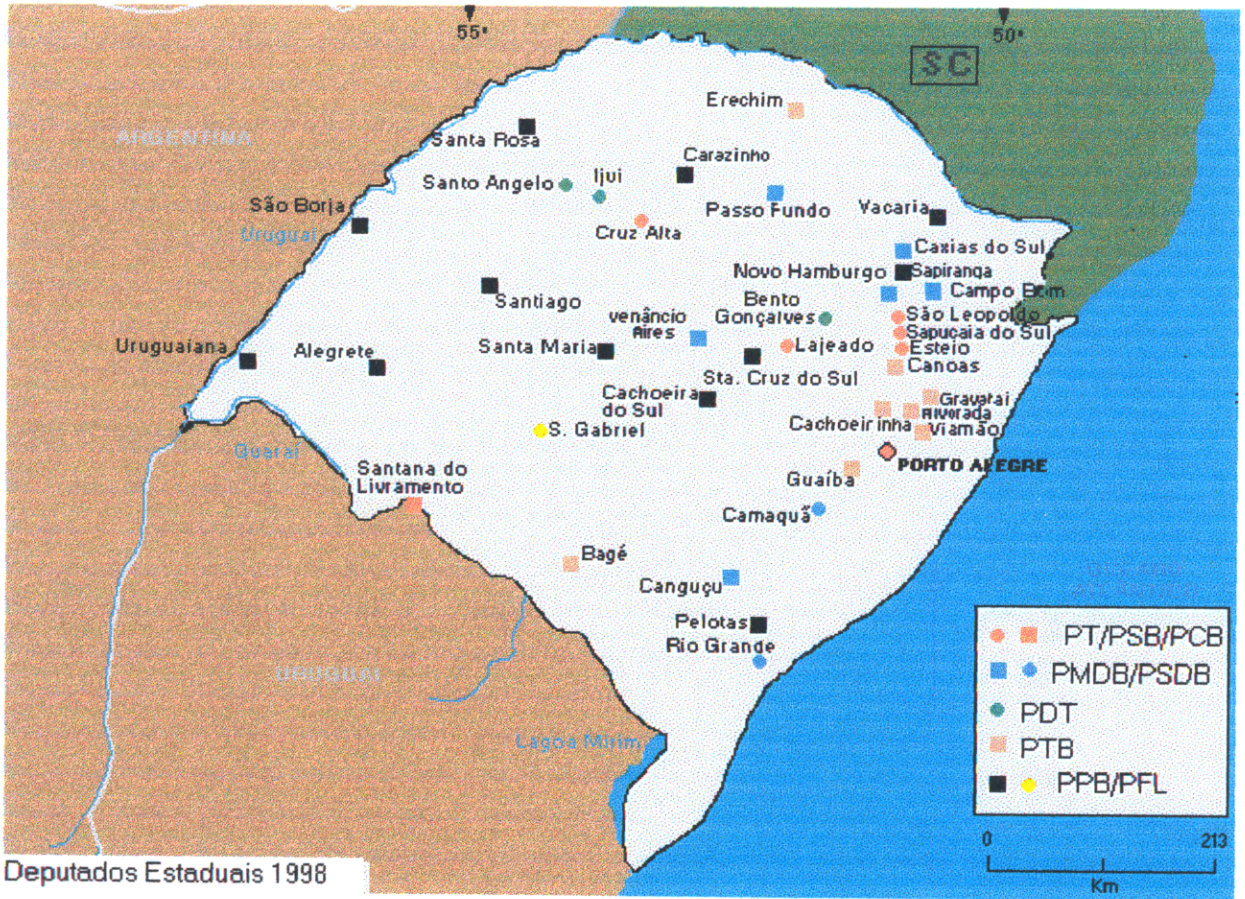 55°
50°
SC
Erechim
ARGENTINA
Santa Rosa
Carazinho
Ijui
Santo Angelo
São Borja
Passo Fundo
Vacaria
Uruguai
Cruz Alta
Caxias do Sul
Novo Hamburgo
Sapiranga
Santiago
Bento
Gonçalves
Campo Bom
venâncio
Aires
São Leopoldo
Sapucaia do Sul
Uruguaiana
Alegrete
Santa Maria
Lajeado
Esteio
Sta. Cruz do Sul
Canoas
Cachoeira
do Sul
Gravatai
Alvorada
Cachoeirinha
Viamão
S. Gabriel
Quarai
Santana do
Livramento
PORTO ALEGRE
Guaíba
Camaquã
Bagé
Canguçu
Pelotas
Rio Grande
URUGUAI
Lagoa Mirim
PT/PSB/PCB
PMDB/PSDB
PDT
PTB
PPB/PFL
0 213
Km
Deputados Estaduais 1998